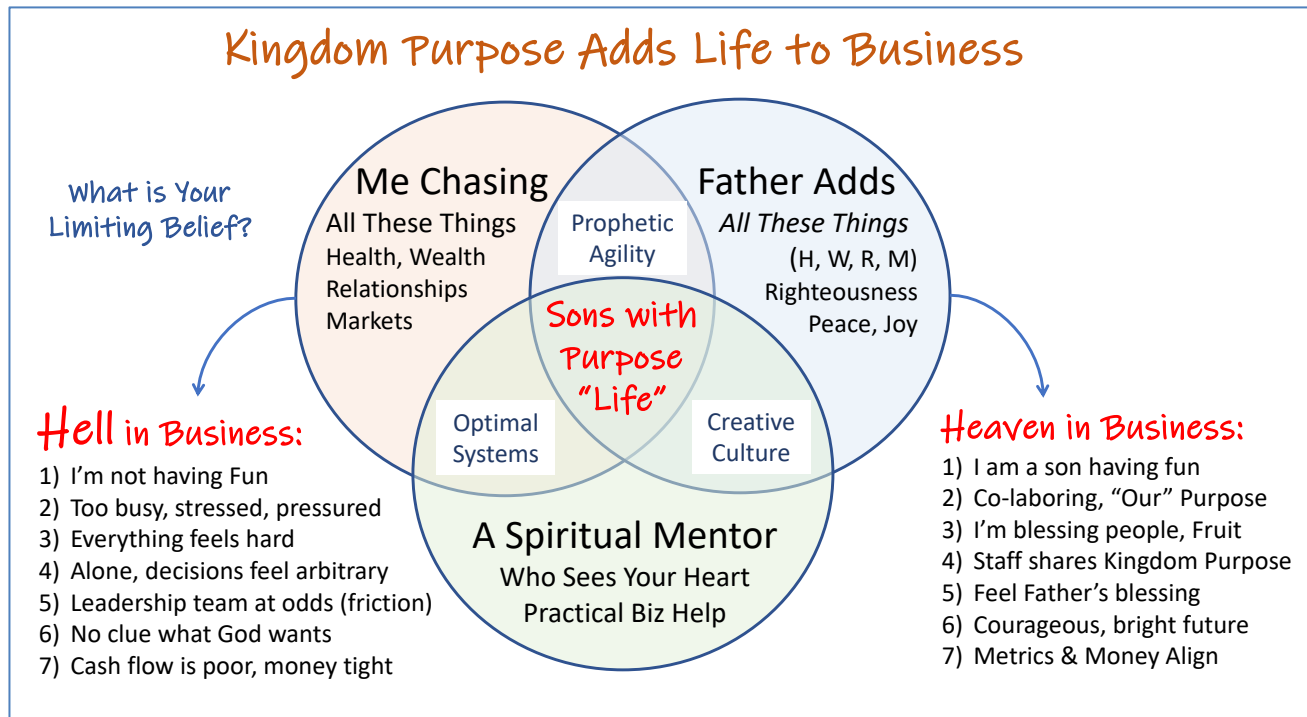 Kingdom Purpose Adds Life to Business
What is Your
Limiting Belief?
Me Chasing
All These Things
Health, Wealth
Relationships
Markets
Prophetic
Agility
Father Adds
All These Things
(H, W, R, M)
Righteousness
Peace, Joy
Sons with
Purpose
“Life”
Optimal
Systems
Creative
Culture
A Spiritual Mentor
Who Sees Your Heart
Practical Biz Help
Hell in Business:
1) I’m not having Fun
2) Too busy, stressed, pressured
3) Everything feels hard
4) Alone, decisions feel arbitrary
5) Leadership team at odds (friction)
6) No clue what God wants
7) Cash flow is poor, money tight
Heaven in Business:
1) I am a son having fun
2) Co-laboring, “Our” Purpose
3) I’m blessing people, Fruit
4) Staff shares Kingdom Purpose
5) Feel Father’s blessing
6) Courageous, bright future
7) Metrics & Money Align